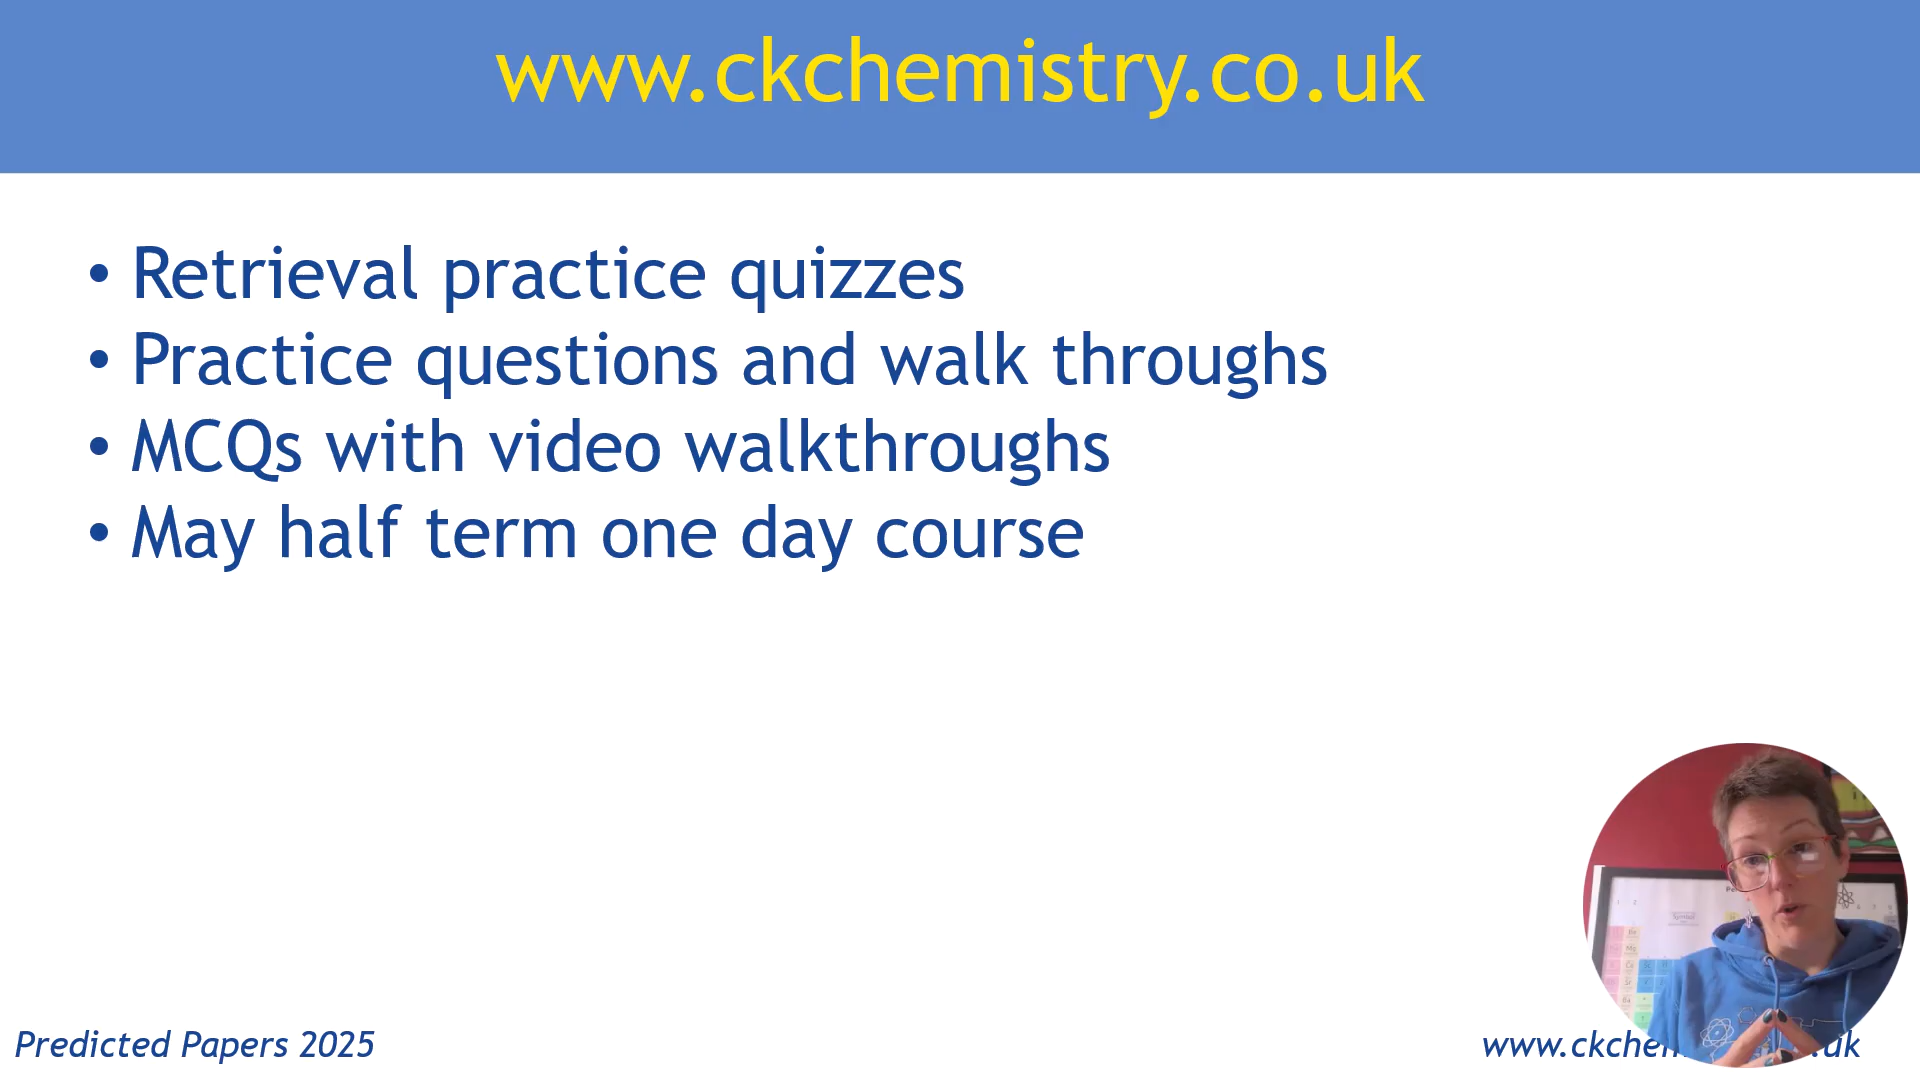 www.ckchemistry.co.uk
• Retrieval practice quizzes
• Practice questions and walk throughs
• MCQs with video walkthroughs
• May half term one day course
Predicted Papers 2025